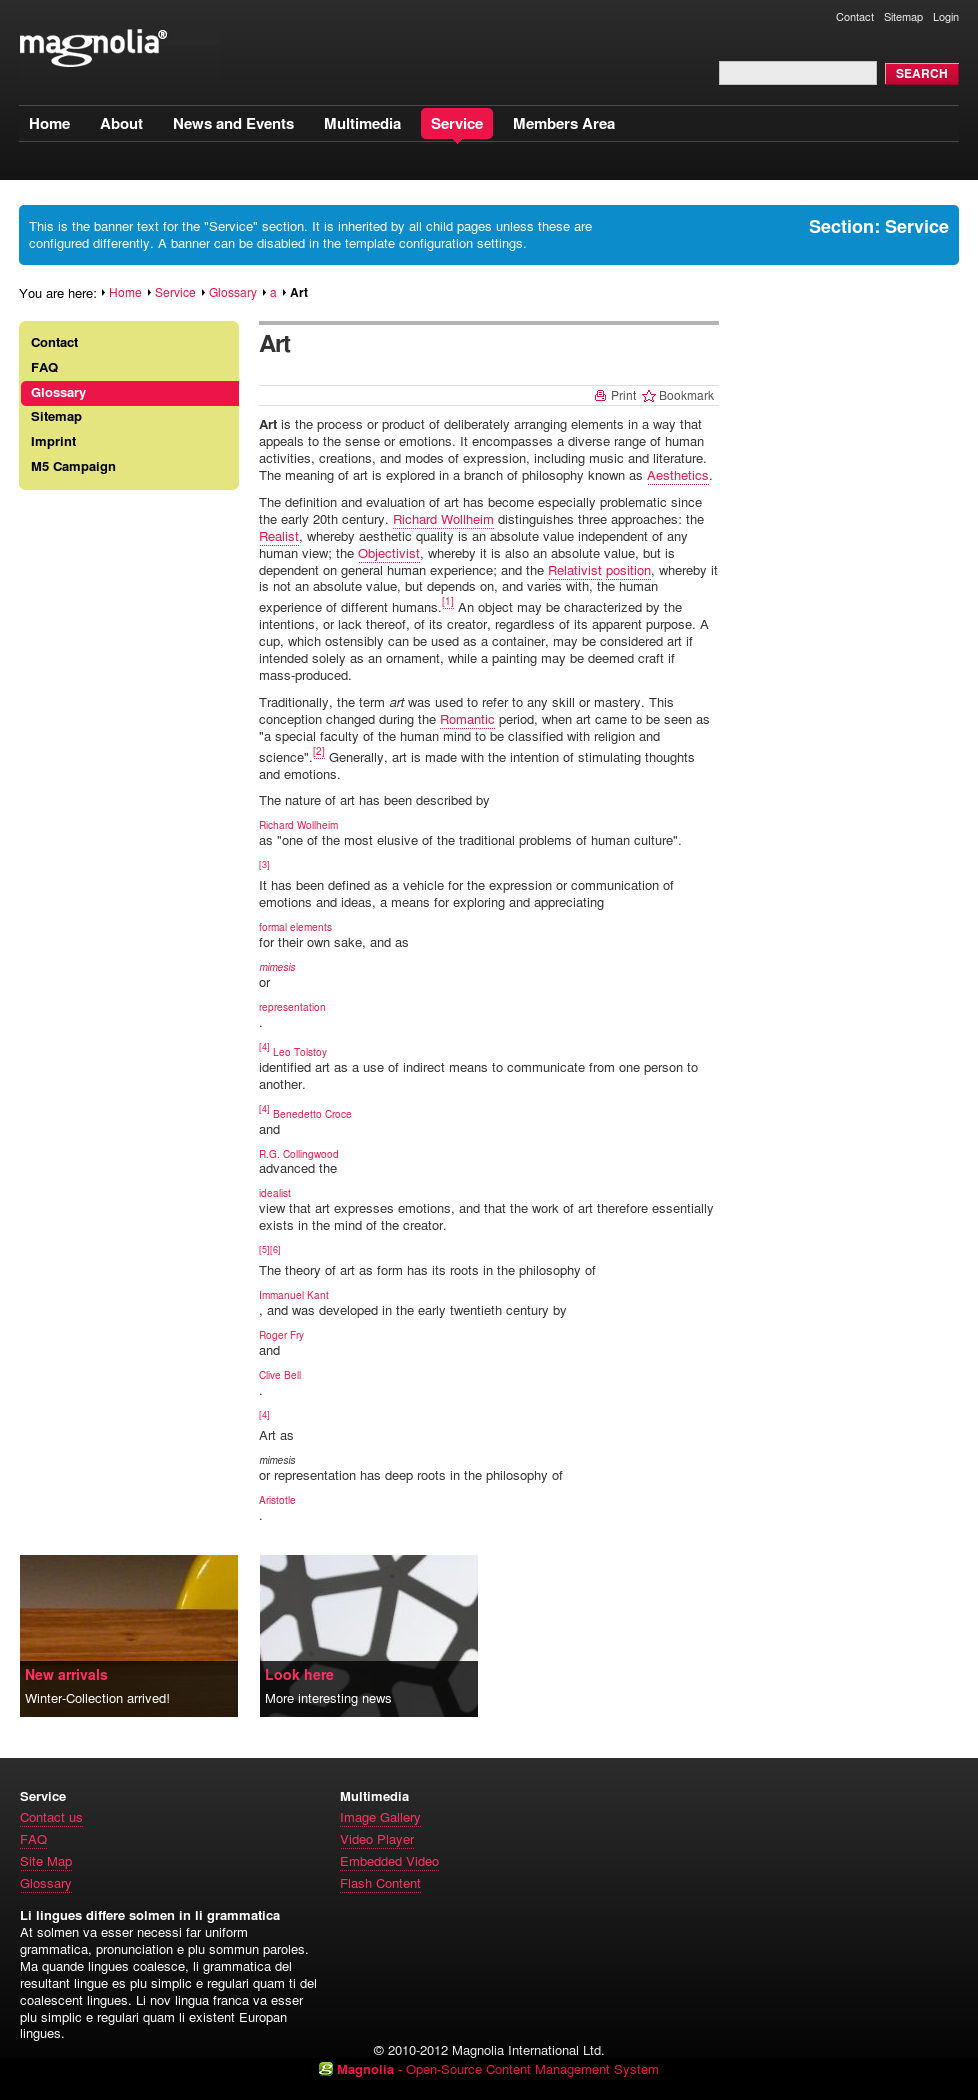 Contact Sitemap Login
magnolia®
SEARCH
Home About News and Events Multimedia Service Members Area
This is the banner text for the "Service" section. It is inherited by all child pages unless these are
configured differently. A banner can be disabled in the template configuration settings.
Section: Service
You are here: Home Service Glossary a Art
Contact
FAQ
Glossary
Sitemap
Imprint
M5 Campaign
Art
Print Bookmark
Art is the process or product of deliberately arranging elements in a way that
appeals to the sense or emotions. It encompasses a diverse range of human
activities, creations, and modes of expression, including music and literature.
The meaning of art is explored in a branch of philosophy known as Aesthetics.
The definition and evaluation of art has become especially problematic since
the early 20th century. Richard Wollheim distinguishes three approaches: the
Realist, whereby aesthetic quality is an absolute value independent of any
human view; the Objectivist, whereby it is also an absolute value, but is
dependent on general human experience; and the Relativist position, whereby it
is not an absolute value, but depends on, and varies with, the human
experience of different humans.[1] An object may be characterized by the
intentions, or lack thereof, of its creator, regardless of its apparent purpose. A
cup, which ostensibly can be used as a container, may be considered art if
intended solely as an ornament, while a painting may be deemed craft if
mass-produced.
Traditionally, the term art was used to refer to any skill or mastery. This
conception changed during the Romantic period, when art came to be seen as
"a special faculty of the human mind to be classified with religion and
science".[2] Generally, art is made with the intention of stimulating thoughts
and emotions.
The nature of art has been described by
Richard Wollheim
as "one of the most elusive of the traditional problems of human culture".
[3]
It has been defined as a vehicle for the expression or communication of
emotions and ideas, a means for exploring and appreciating
formal elements
for their own sake, and as
mimesis
or
representation
.
[4] Leo Tolstoy
identified art as a use of indirect means to communicate from one person to
another.
[4] Benedetto Croce
and
R.G. Collingwood
advanced the
idealist
view that art expresses emotions, and that the work of art therefore essentially
exists in the mind of the creator.
[5][6]
The theory of art as form has its roots in the philosophy of
Immanuel Kant
, and was developed in the early twentieth century by
Roger Fry
and
Clive Bell
.
[4]
Art as
mimesis
or representation has deep roots in the philosophy of
Aristotle
.
New arrivals
Winter-Collection arrived!
Look here
More interesting news
Service
Contact us
FAQ
Site Map
Glossary
Multimedia
Image Gallery
Video Player
Embedded Video
Flash Content
Li lingues differe solmen in li grammatica
At solmen va esser necessi far uniform
grammatica, pronunciation e plu sommun paroles.
Ma quande lingues coalesce, li grammatica del
resultant lingue es plu simplic e regulari quam ti del
coalescent lingues. Li nov lingua franca va esser
plu simplic e regulari quam li existent Europan
lingues.
© 2010-2012 Magnolia International Ltd.
Magnolia - Open-Source Content Management System